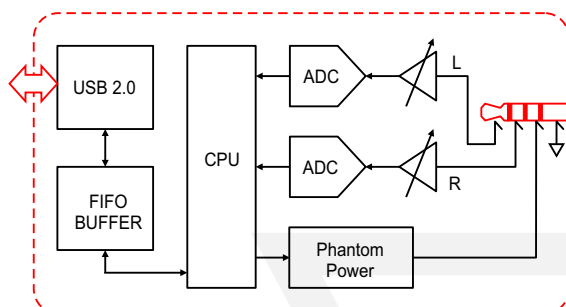 USB 2.0
FIFO
BUFFER
CPU
ADC
L
ADC
R
Phantom
Power